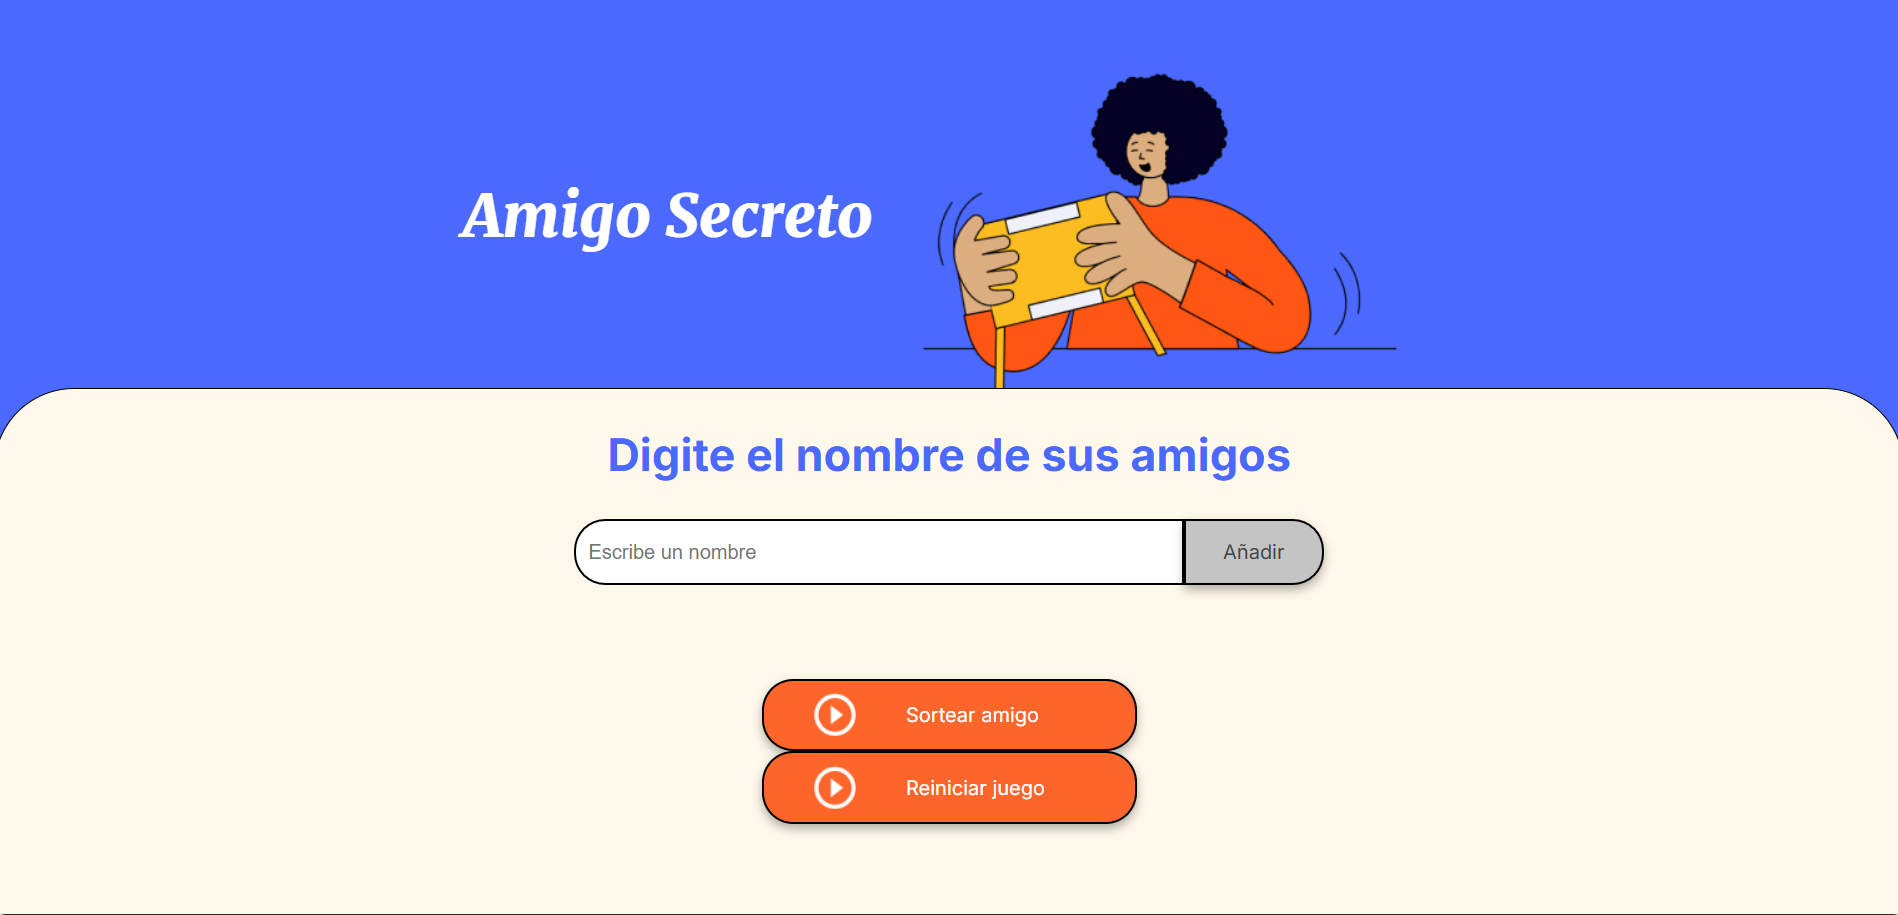 Amigo Secreto
Digite el nombre de sus amigos
Escribe un nombre
Añadir
Sortear amigo
Reiniciar juego